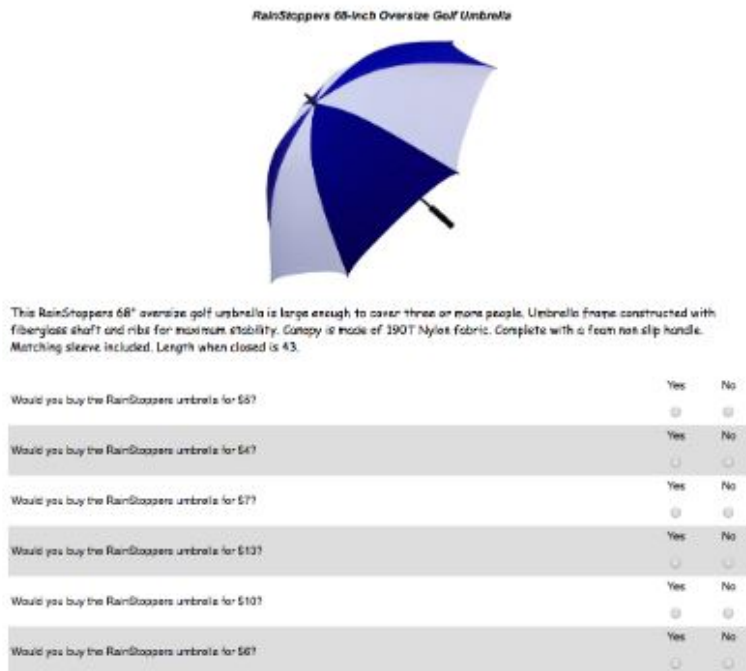 RainStoppers 68-Inch Oversize Golf Umbrella
This RainStoppers 68" oversize golf umbrella is large enough to cover three or more people. Umbrella frame constructed with
fiberglass shaft and ribs for maximum stability. Canopy is made of 190T Nylon fabric. Complete with a foam non slip handle.
Matching sleeve included. Length when closed is 43.
Yes No
Would you buy the RainStoppers umbrella for
Yes No
Would you buy the RainStoppers umbrella for $4?
Yes No
Would you buy the RainStoppers umbrella for $7?
Yes No
Would you buy the RainStoppers umbrella for $13?
Yes No
Would you buy the RainStoppers umbrella for $10?
Yes No
Would you buy the RainStoppers umbrella for $6?